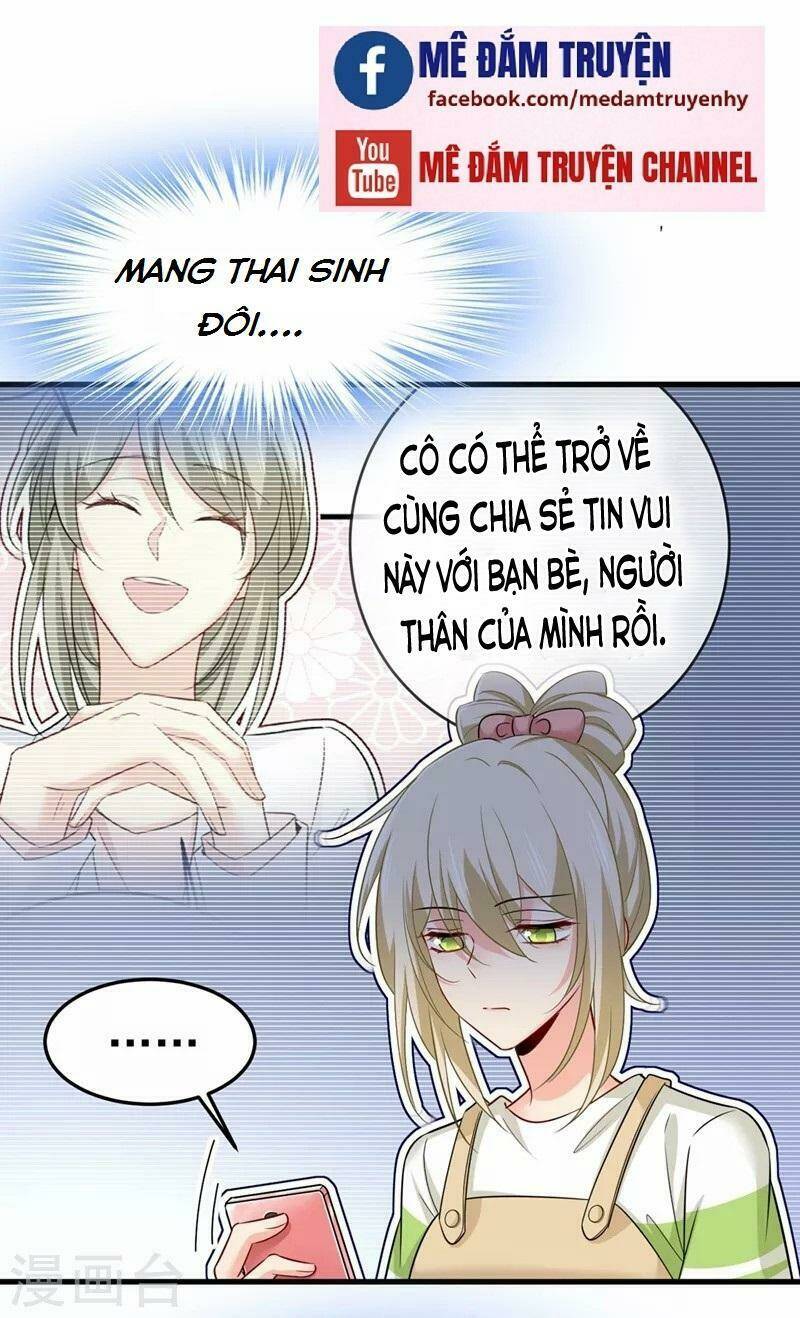 MÊ ĐẮM TRUYỆN
facebook.com/medamtruyenhy
You
Tube
MÊ ĐẮM TRUYỆN CHANNEL
MANG THAI SINH
ĐÔI....
CÔ CÓ THỂ TRỞ VỀ
CÙNG CHIA SẺ TIN VUI
NÀY VỚI BẠN BÈ, NGƯỜI
THÂN CỦA MÌNH RỒI.
......
漫画台